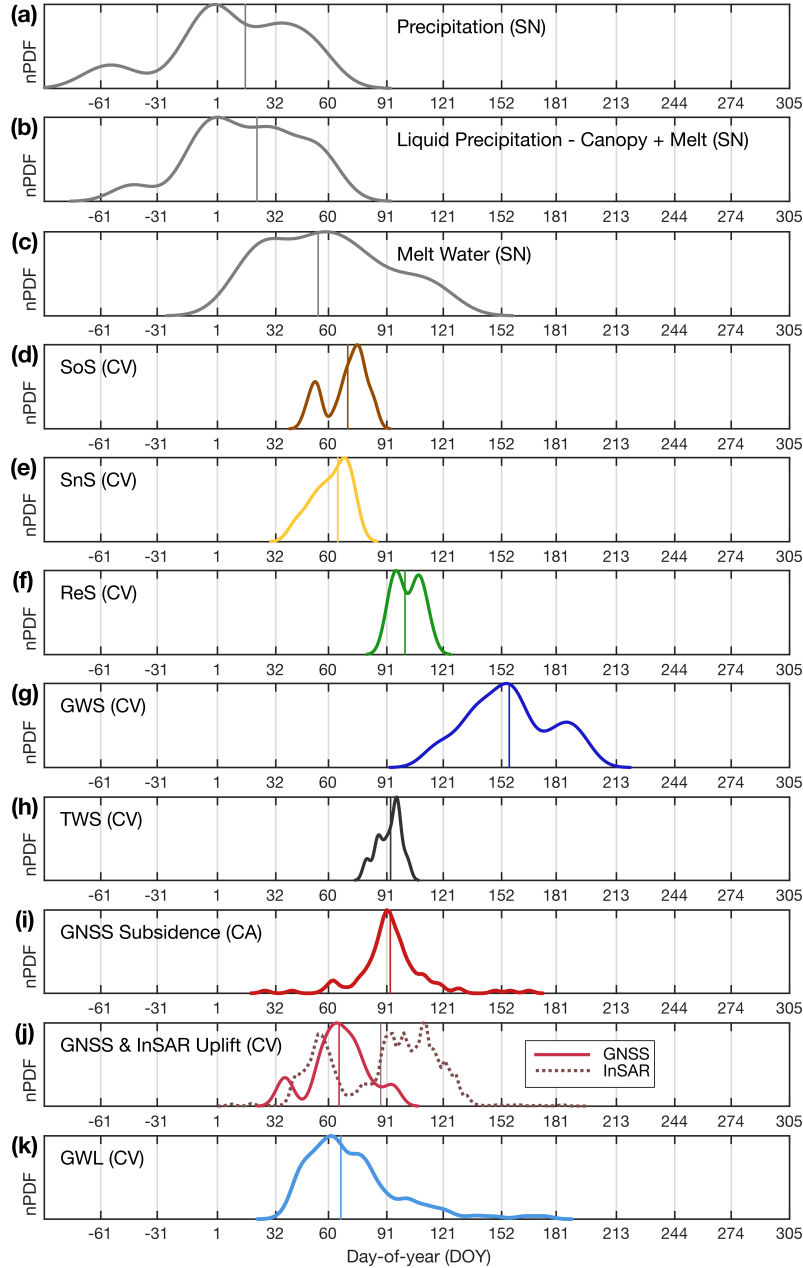 (a)
Precipitation (SN)
nPDF
-61 -31 1 32 60 91 121 152 181 213 244 274 305
(b)
Liquid Precipitation - Canopy + Melt (SN)
nPDF
-61 -31 1 32 60 91 121 152 181 213 244 274 305
(c)
Melt Water (SN)
nPDF
-61 -31 1 32 60 91 121 152 181 213 244 274 305
(d)
SoS (CV)
nPDF
-61 -31 1 32 60 91 121 152 181 213 244 274 305
(e)
SnS (CV)
nPDF
-61 -31 1 32 60 91 121 152 181 213 244 274 305
(f)
ReS (CV)
nPDF
-61 -31 1 32 60 91 121 152 181 213 244 274 305
(g)
GWS (CV)
nPDF
-61 -31 1 32 60 91 121 152 181 213 244 274 305
(h)
TWS (CV)
nPDF
-61 -31 1 32 60 91 121 152 181 213 244 274 305
(i)
GNSS Subsidence (CA)
nPDF
-61 -31 1 32 60 91 121 152 181 213 244 274 305
(j)
GNSS & InSAR Uplift (CV)
GNSS
InSAR
nPDF
-61 -31 1 32 60 91 121 152 181 213 244 274 305
(k)
GWL (CV)
nPDF
-61 -31 1 32 60 91 121 152 181 213 244 274 305
Day-of-year (DOY)